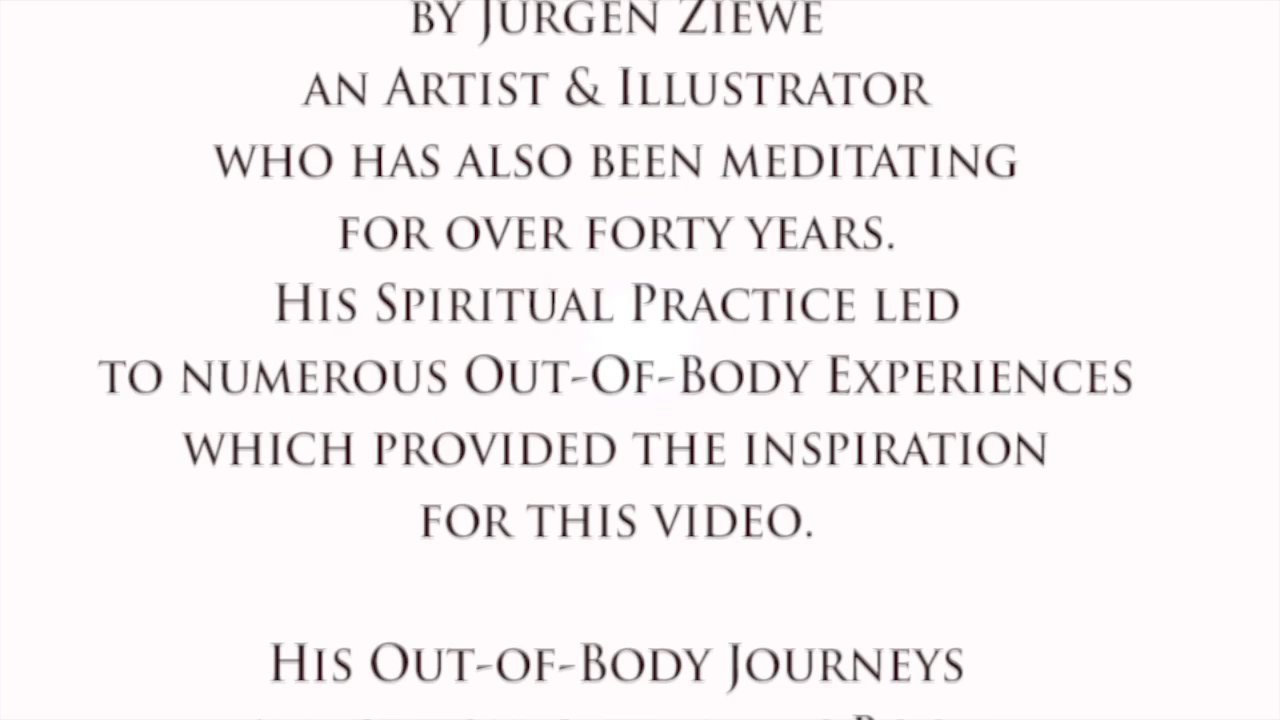 by Jurgen Ziewe
an Artist & Illustrator
who has also been meditating
for over forty years.
His Spiritual Practice led
to numerous Out-Of-Body Experiences
which provided the inspiration
for this video.
His Out-of-Body Journeys